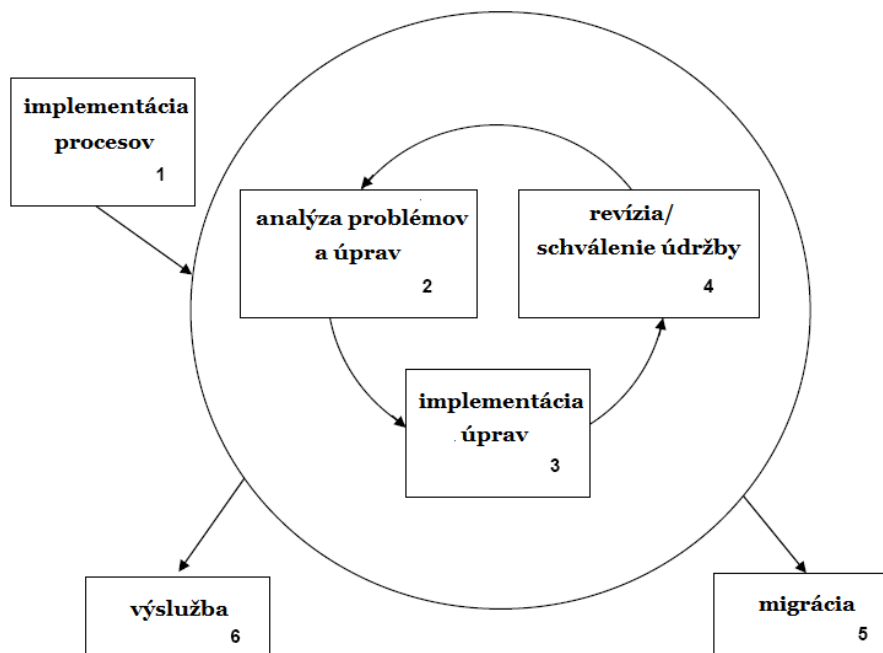 implementácia
procesov
1
analýza problémov
a úprav
2
revízia/
schválenie údržby
4
implementácia
úprav
3
výslužba
6
migrácia
5